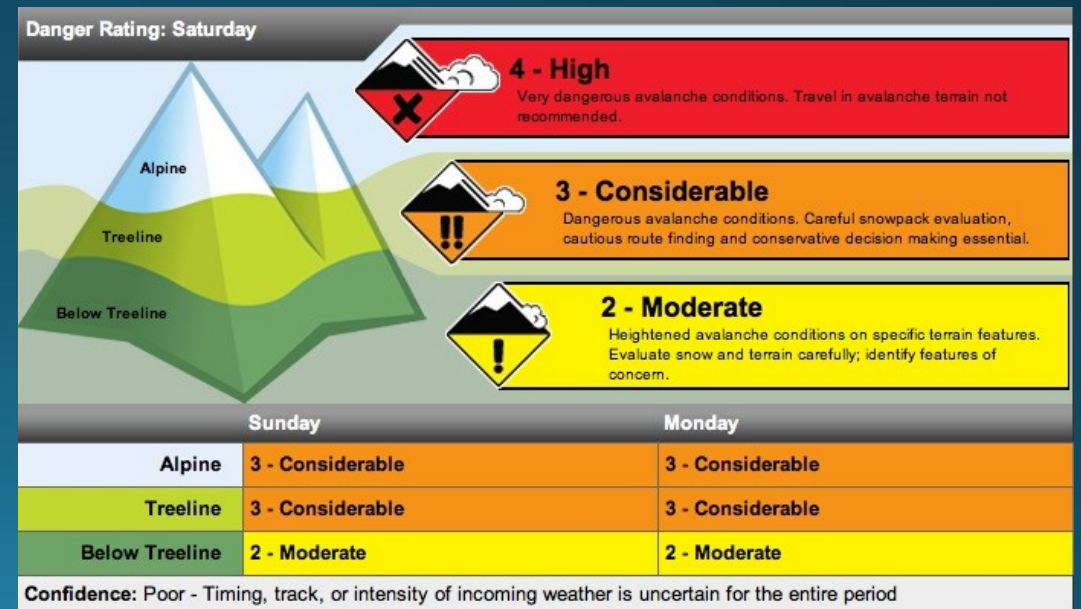 Danger Rating: Saturday
4 - High
Very dangerous avalanche conditions. Travel in avalanche terrain not
recommended.
Alpine
3 - Considerable
Dangerous avalanche conditions. Careful snowpack evaluation,
cautious route finding and conservative decision making essential.
Treeline
2 - Moderate
Heightened avalanche conditions on specific terrain features.
Evaluate snow and terrain carefully; identify features of
concern.
Below Treeline
Sunday Monday
Alpine 3 - Considerable 3 - Considerable
Treeline 3 - Considerable 3 - Considerable
Below Treeline 2 - Moderate 2 - Moderate
Confidence: Poor - Timing, track, or intensity of incoming weather is uncertain for the entire period